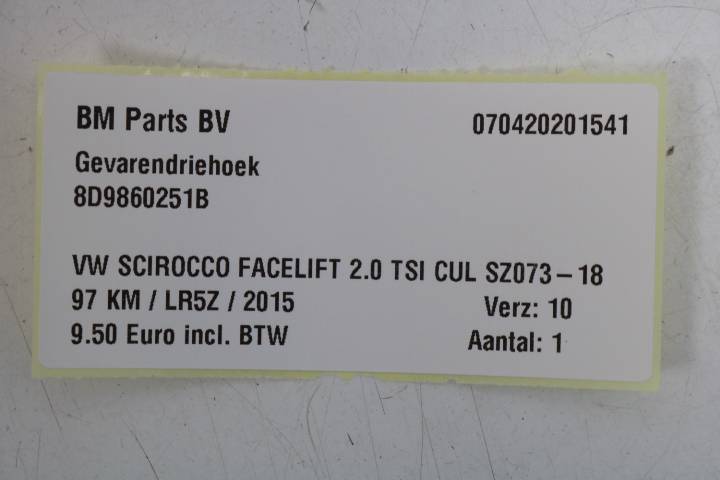 BM Parts BV 070420201541
Gevarendriehoek
8D9860251B
VW SCIROCCO FACELIFT 2.0 TSI CUL SZ073-18
97 KM / LR5Z / 2015 Verz: 10
9.50 Euro incl. BTW Aantal: 1